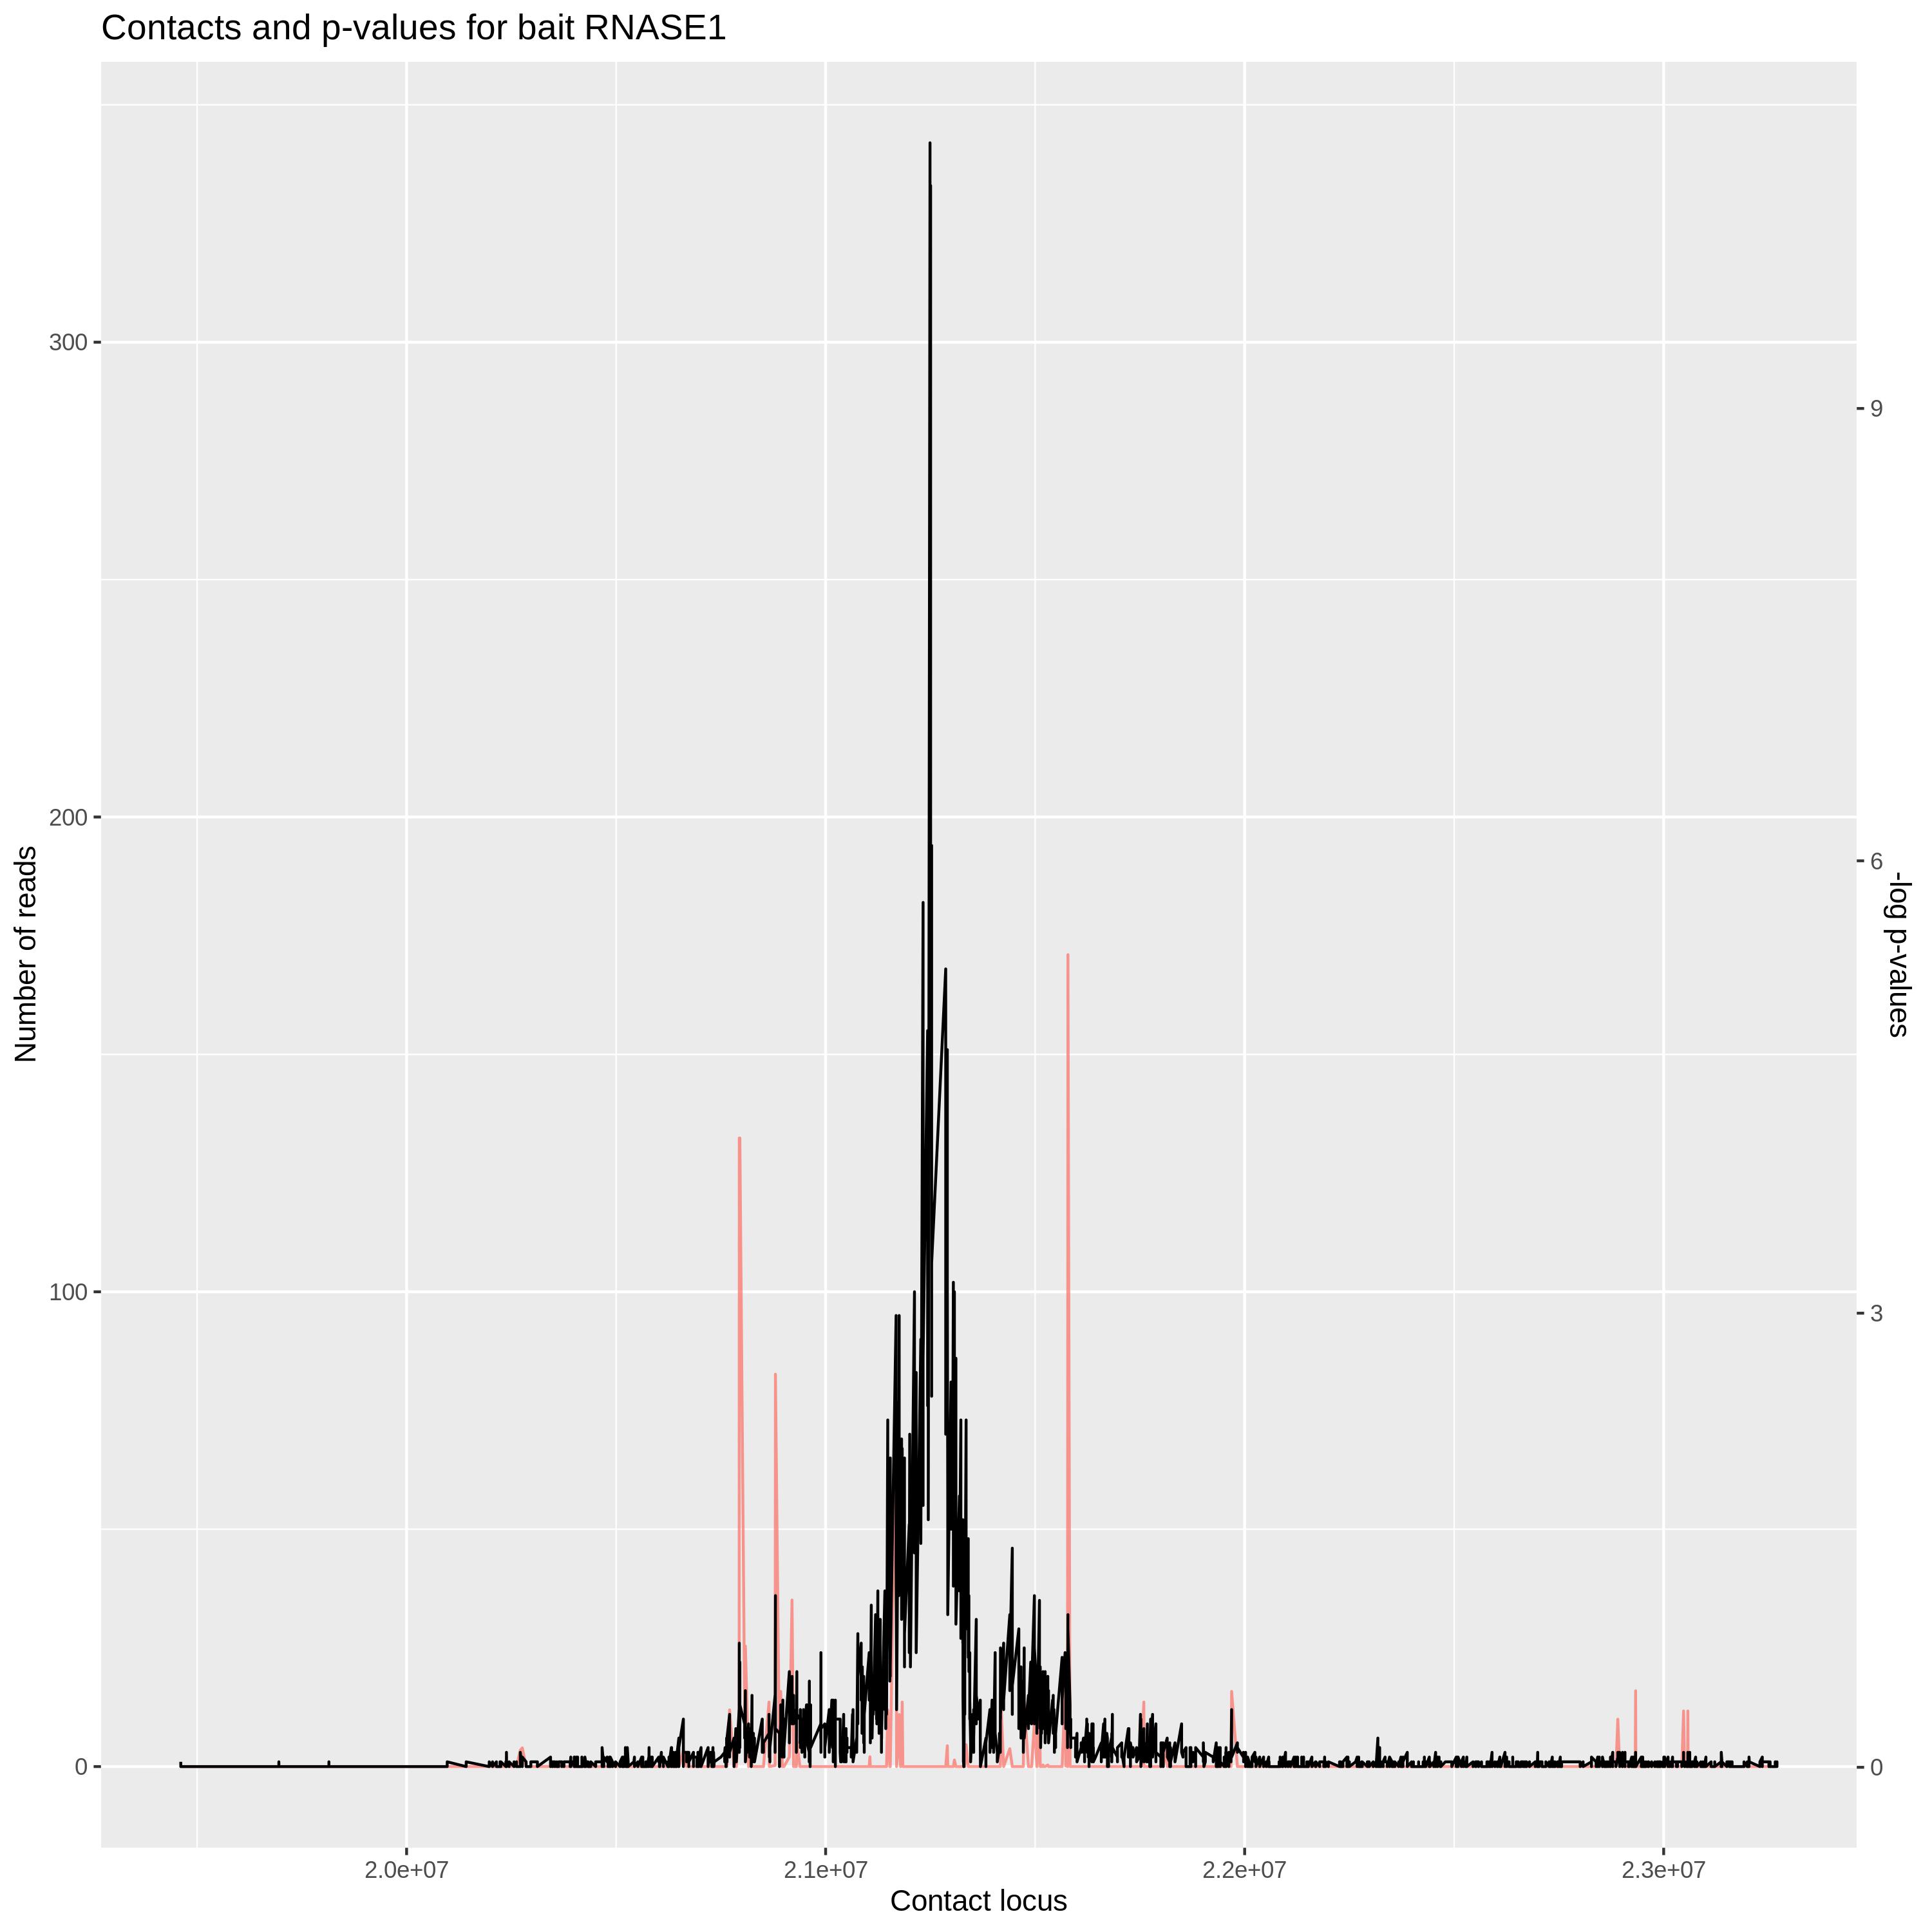 Contacts and p-values for bait RNASE1
Number of reads
300
200
100
0
9
6
3
0
-log p-values
2.0e+07
2.1e+07
2.2e+07
2.3e+07
Contact locus